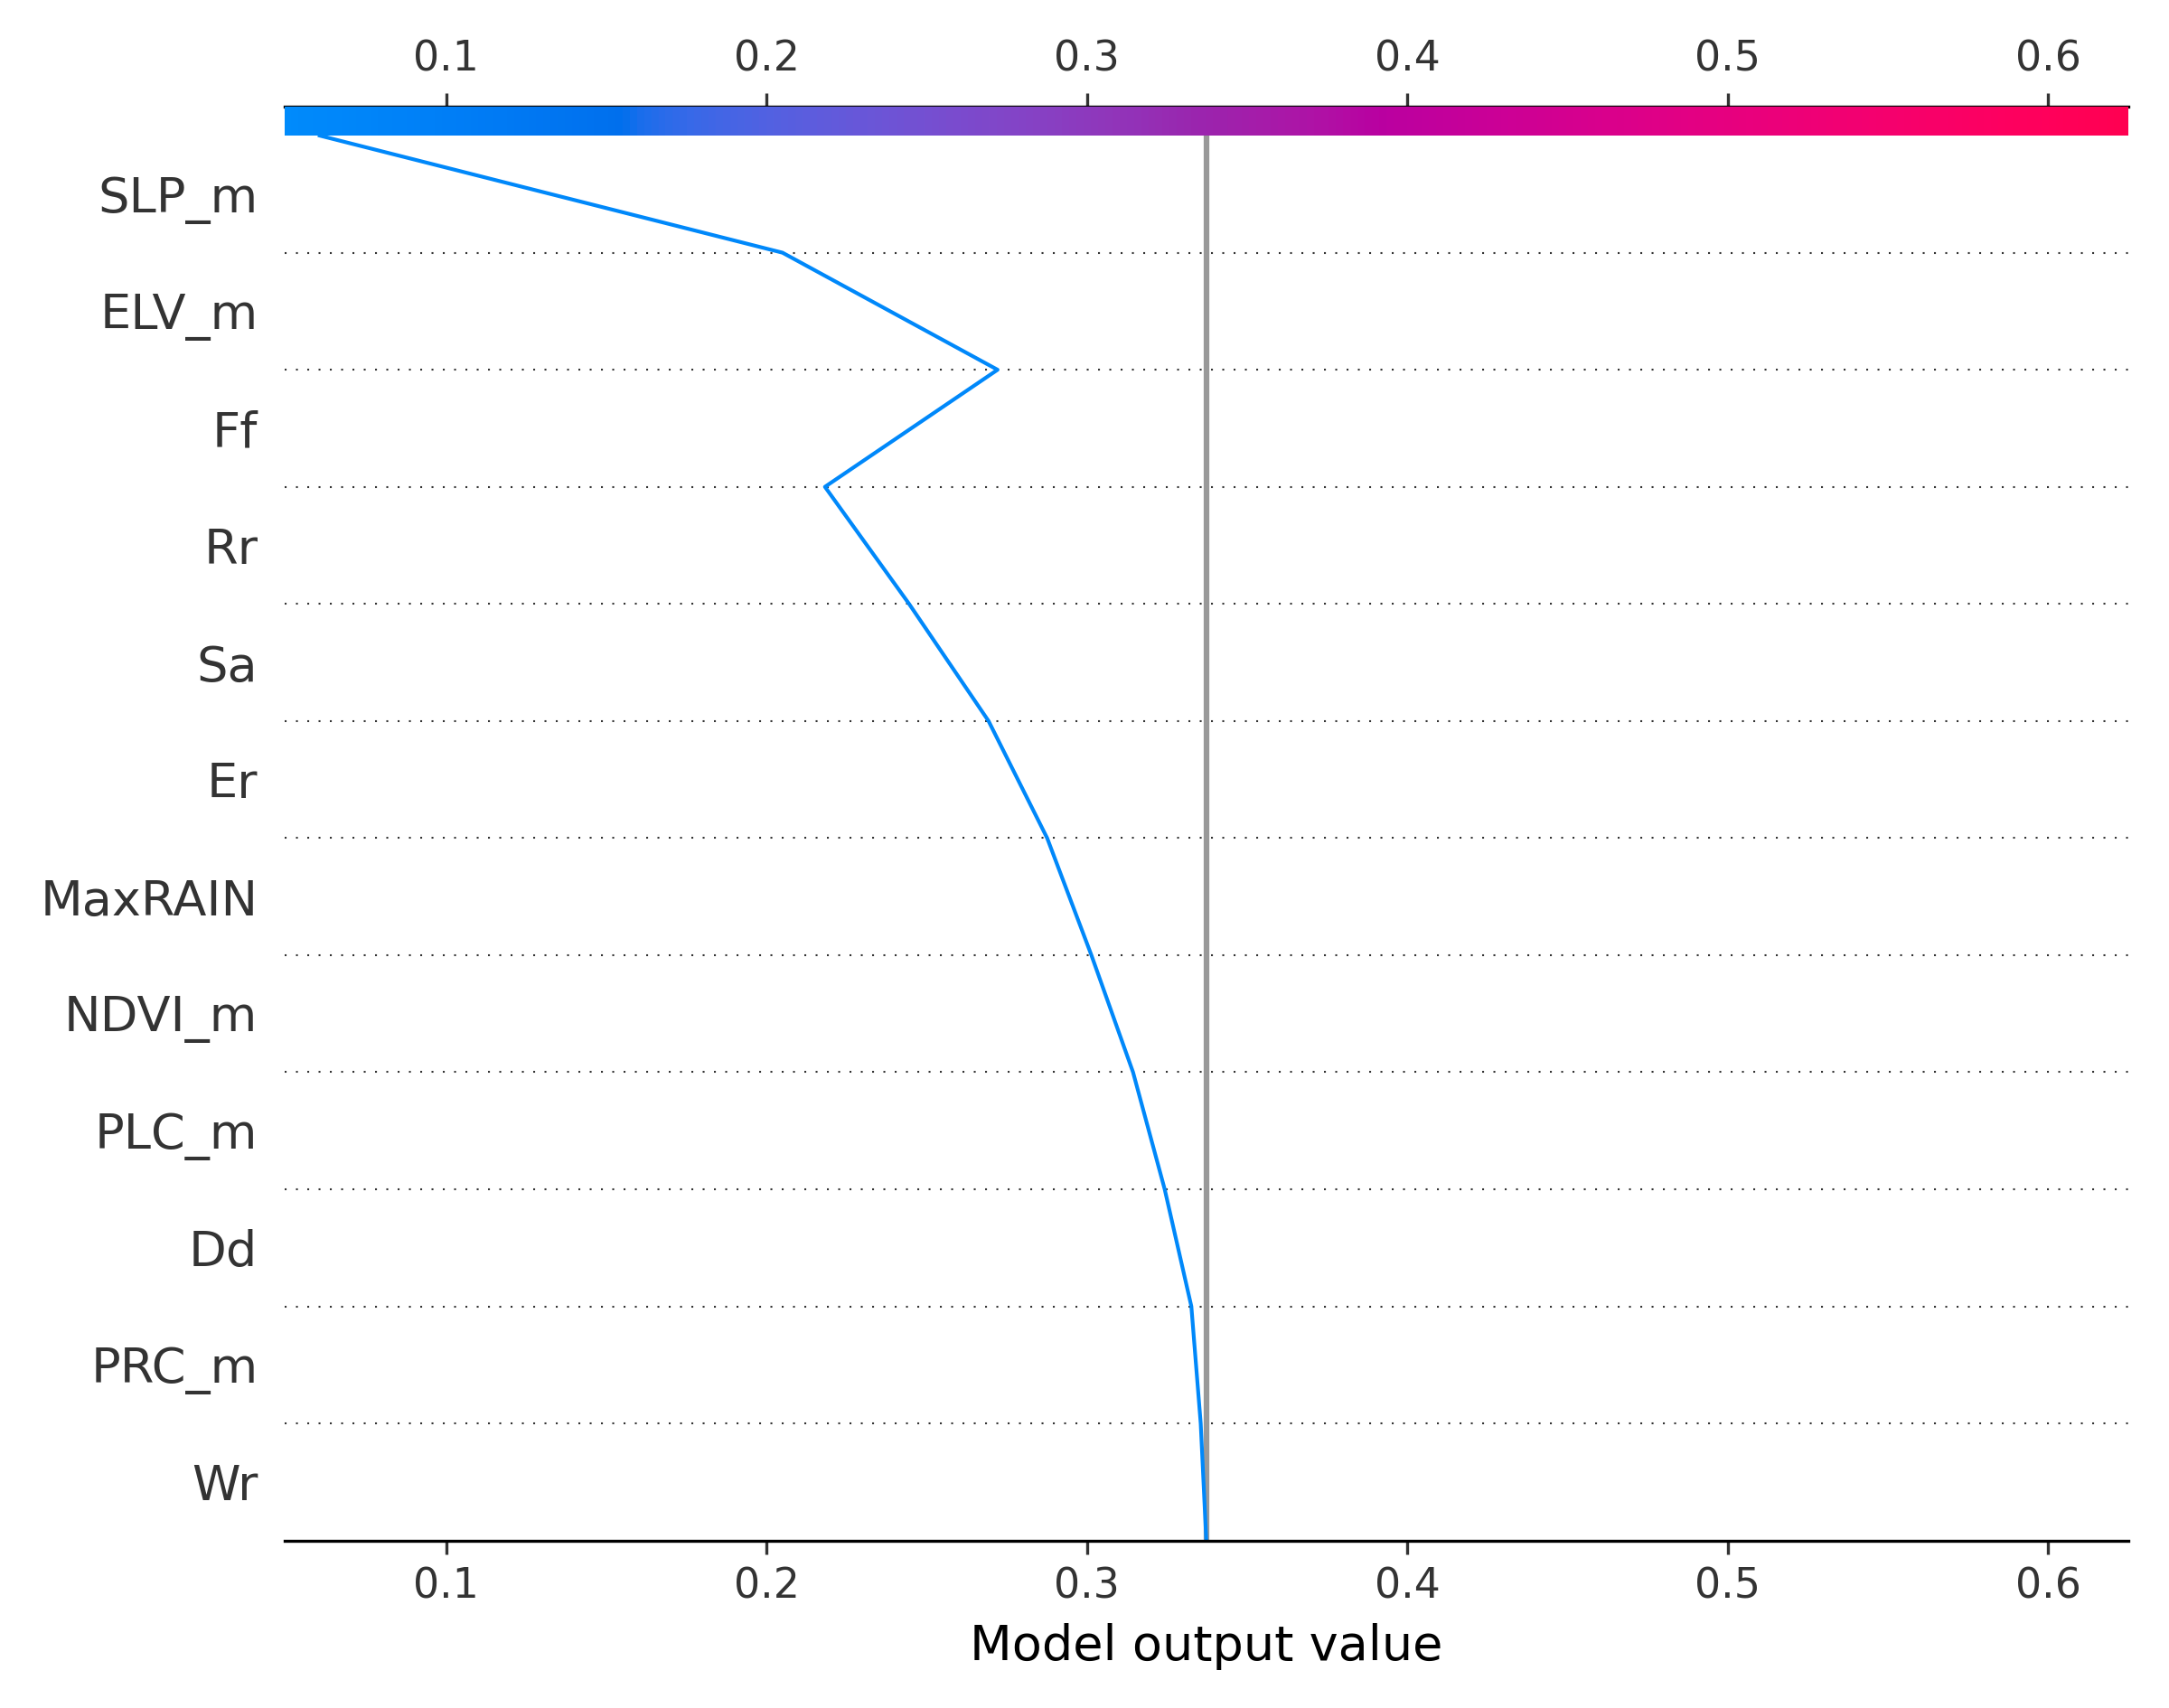 0.1 0.2 0.3 0.4 0.5 0.6
SLP_m
ELV_m
Ff
Rr
Sa
Er
MaxRAIN
NDVI_m
PLC_m
Dd
PRC_m
Wr
0.1 0.2 0.3 0.4 0.5 0.6
Model output value